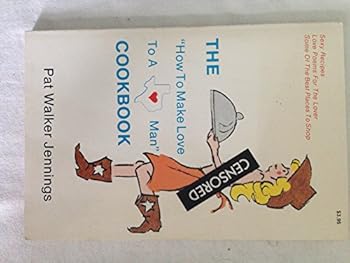 Sexy Recipes
Love Poems For The Lover
Some Of The Best Places To Shop
THE
"How To Make Love
To A Man"
COOKBOOK
CENSORED
Pat Walker Jennings
$3.95